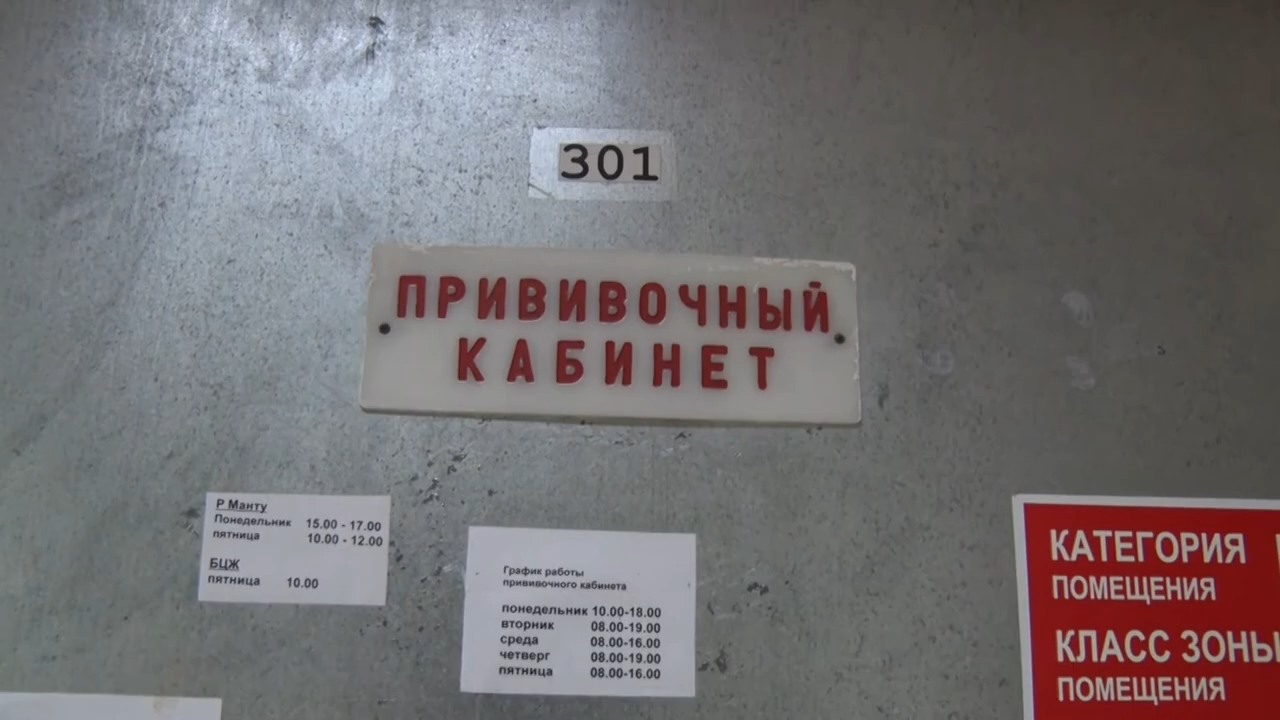 301
ПРИВИВОЧНЫЙ
КАБИНЕТ
Р Манту
Понедельник 15.00 - 17.00
пятница 10.00 - 12.00
БЦЖ
пятница 10.00
График работы
прививочного кабинета
понедельник 10.00-18.00
вторник 08.00-19.00
среда 08.00-16.00
четверг 08.00-19.00
пятница 08.00-16.00
КАТЕГОРИЯ
ПОМЕЩЕНИЯ
КЛАСС ЗОНЫ
ПОМЕЩЕНИЯ